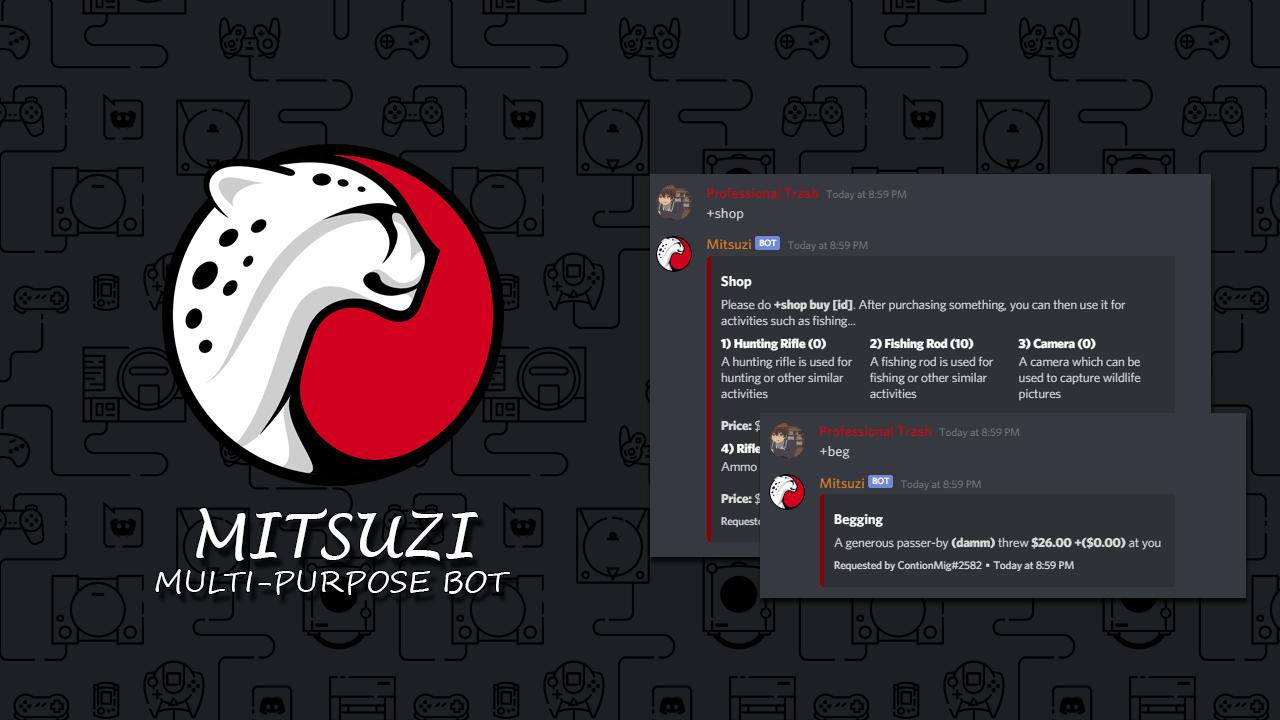 MITSUZI
MULTI-PURPOSE BOT
Professional Trash Today at 8:59 PM
+shop
Mitsuzi BOT Today at 8:59 PM
Shop
Please do +shop buy [id]. After purchasing something, you can then use it for
activities such as fishing...
1) Hunting Rifle (0)
A hunting rifle is used for
hunting or other similar
activities
2) Fishing Rod (10)
A fishing rod is used for
fishing or other similar
activities
3) Camera (0)
A camera which can be
used to capture wildlife
pictures
Price: $
4) Rifle
Ammo
Price: $
Professional Trash Today at 8:59 PM
+beg
Mitsuzi BOT Today at 8:59 PM
Begging
A generous passer-by (damm) threw $26.00 +($0.00) at you
Requested by ContionMig#2582 • Today at 8:59 PM